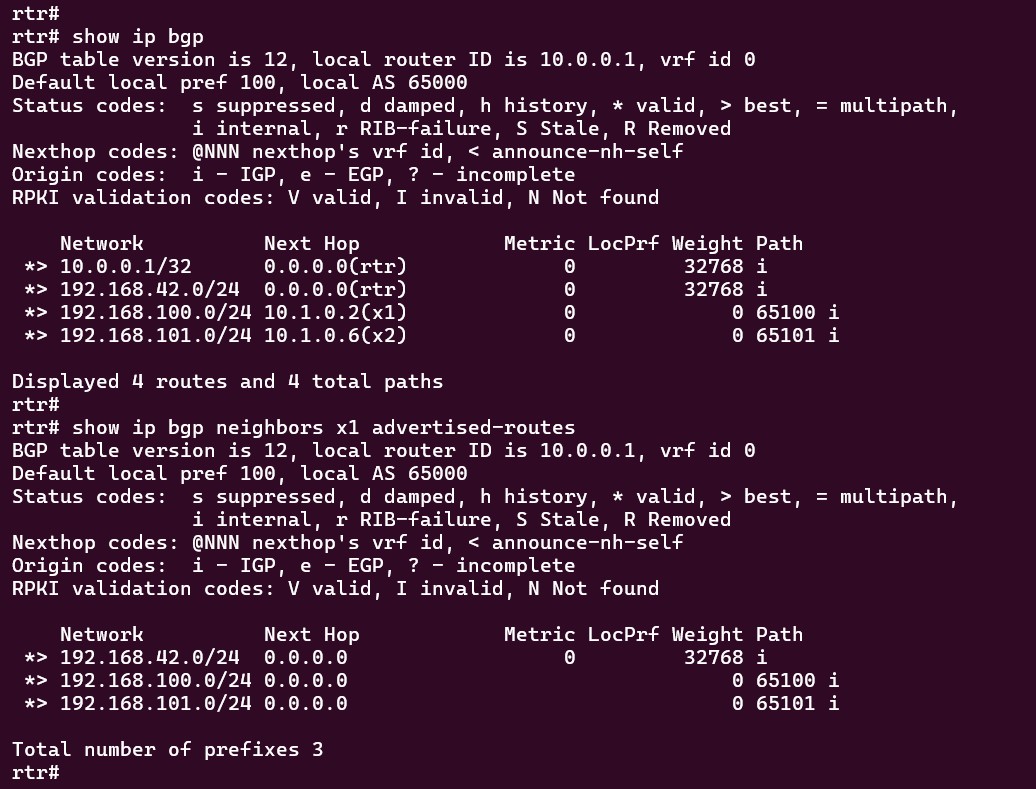 rtr#
rtr# show ip bgp
BGP table version is 12, local router ID is 10.0.0.1, vrf id 0
Default local pref 100, local AS 65000
Status codes:  s suppressed, d damped, h history, * valid, > best, = multipath,
               i internal, r RIB-failure, S Stale, R Removed
Nexthop codes: @NNN nexthop's vrf id, < announce-nh-self
Origin codes:  i - IGP, e - EGP, ? - incomplete
RPKI validation codes: V valid, I invalid, N Not found

    Network          Next Hop            Metric LocPrf Weight Path
 *> 10.0.0.1/32      0.0.0.0(rtr)             0         32768 i
 *> 192.168.42.0/24  0.0.0.0(rtr)             0         32768 i
 *> 192.168.100.0/24 10.1.0.2(x1)             0             0 65100 i
 *> 192.168.101.0/24 10.1.0.6(x2)             0             0 65101 i

Displayed 4 routes and 4 total paths
rtr#
rtr# show ip bgp neighbors x1 advertised-routes
BGP table version is 12, local router ID is 10.0.0.1, vrf id 0
Default local pref 100, local AS 65000
Status codes:  s suppressed, d damped, h history, * valid, > best, = multipath,
               i internal, r RIB-failure, S Stale, R Removed
Nexthop codes: @NNN nexthop's vrf id, < announce-nh-self
Origin codes:  i - IGP, e - EGP, ? - incomplete
RPKI validation codes: V valid, I invalid, N Not found

    Network          Next Hop            Metric LocPrf Weight Path
 *> 192.168.42.0/24  0.0.0.0                  0         32768 i
 *> 192.168.100.0/24 0.0.0.0                                0 65100 i
 *> 192.168.101.0/24 0.0.0.0                                0 65101 i

Total number of prefixes 3
rtr#